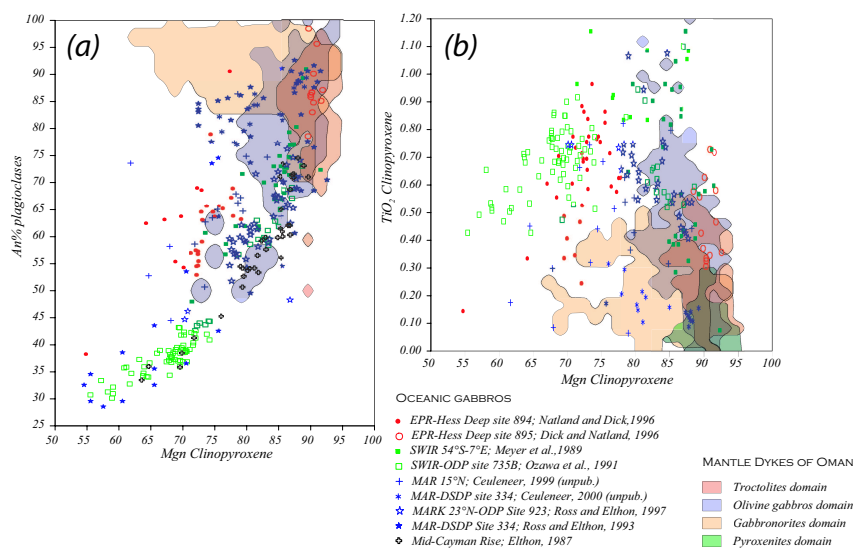 (a)
An% plagioclases
100
95
90
85
80
75
70
65
60
55
50
45
40
35
30
25
50 55 60 65 70 75 80 85 90 95 100
Mgn Clinopyroxene
(b)
TiO2 Clinopyroxene
1.20
1.00
0.80
0.60
0.50
0.40
0.30
0.20
0.10
0.00
50 55 60 65 70 75 80 85 90 95 100
Mgn Clinopyroxene
OCEANIC GABBROS
EPR-Hess Deep site 894; Natland and Dick,1996
EPR-Hess Deep site 895; Dick and Natland, 1996
SWIR 54°S-7°E; Meyer et al.,1989
SWIR-ODP site 735B; Ozawa et al., 1991
MAR 15°N; Ceuleneer, 1999 (unpub.)
MAR-DSDP site 334; Ceuleneer, 2000 (unpub.)
MARK 23°N-ODP Site 923; Ross and Elthon, 1997
MAR-DSDP Site 334; Ross and Elthon, 1993
Mid-Cayman Rise; Elthon, 1987
MANTLE DYKES OF OMAN
Troctolites domain
Olivine gabbros domain
Gabbronorites domain
Pyroxenites domain